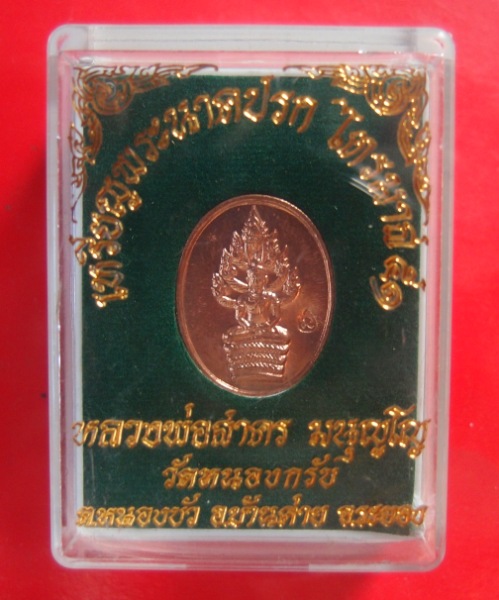 เหรียญพระนาคปรก ไตรมาส ๕๑
หลวงพ่อสาคร มนุญฺโญ
วัดหนองกรับ
ต.หนองบัว อ.บ้านค่าย จ.ระยอง